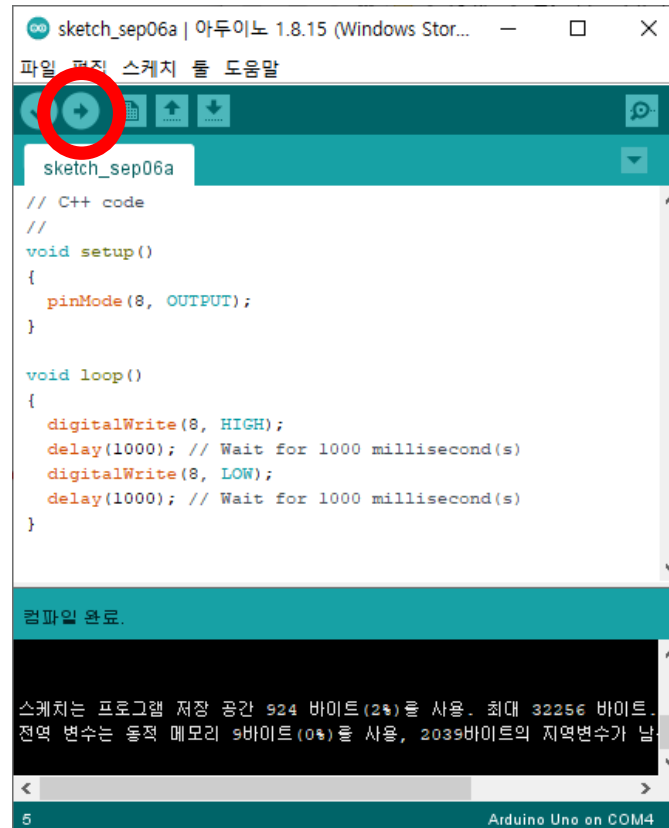 sketch_sep06a | 아두이노 1.8.15 (Windows Stor...
파일 편집 스케치 툴 도움말
sketch_sep06a
// C++ code
//
void setup()
{
  pinMode(8, OUTPUT);
}

void loop()
{
  digitalWrite(8, HIGH);
  delay(1000); // Wait for 1000 millisecond(s)
  digitalWrite(8, LOW);
  delay(1000); // Wait for 1000 millisecond(s)
}
컴파일 완료.
스케치는 프로그램 저장 공간 924 바이트(2%)를 사용. 최대 32256 바이트.
전역 변수는 동적 메모리 9바이트(0%)를 사용, 2039바이트의 지역변수가 남
5 Arduino Uno on COM4